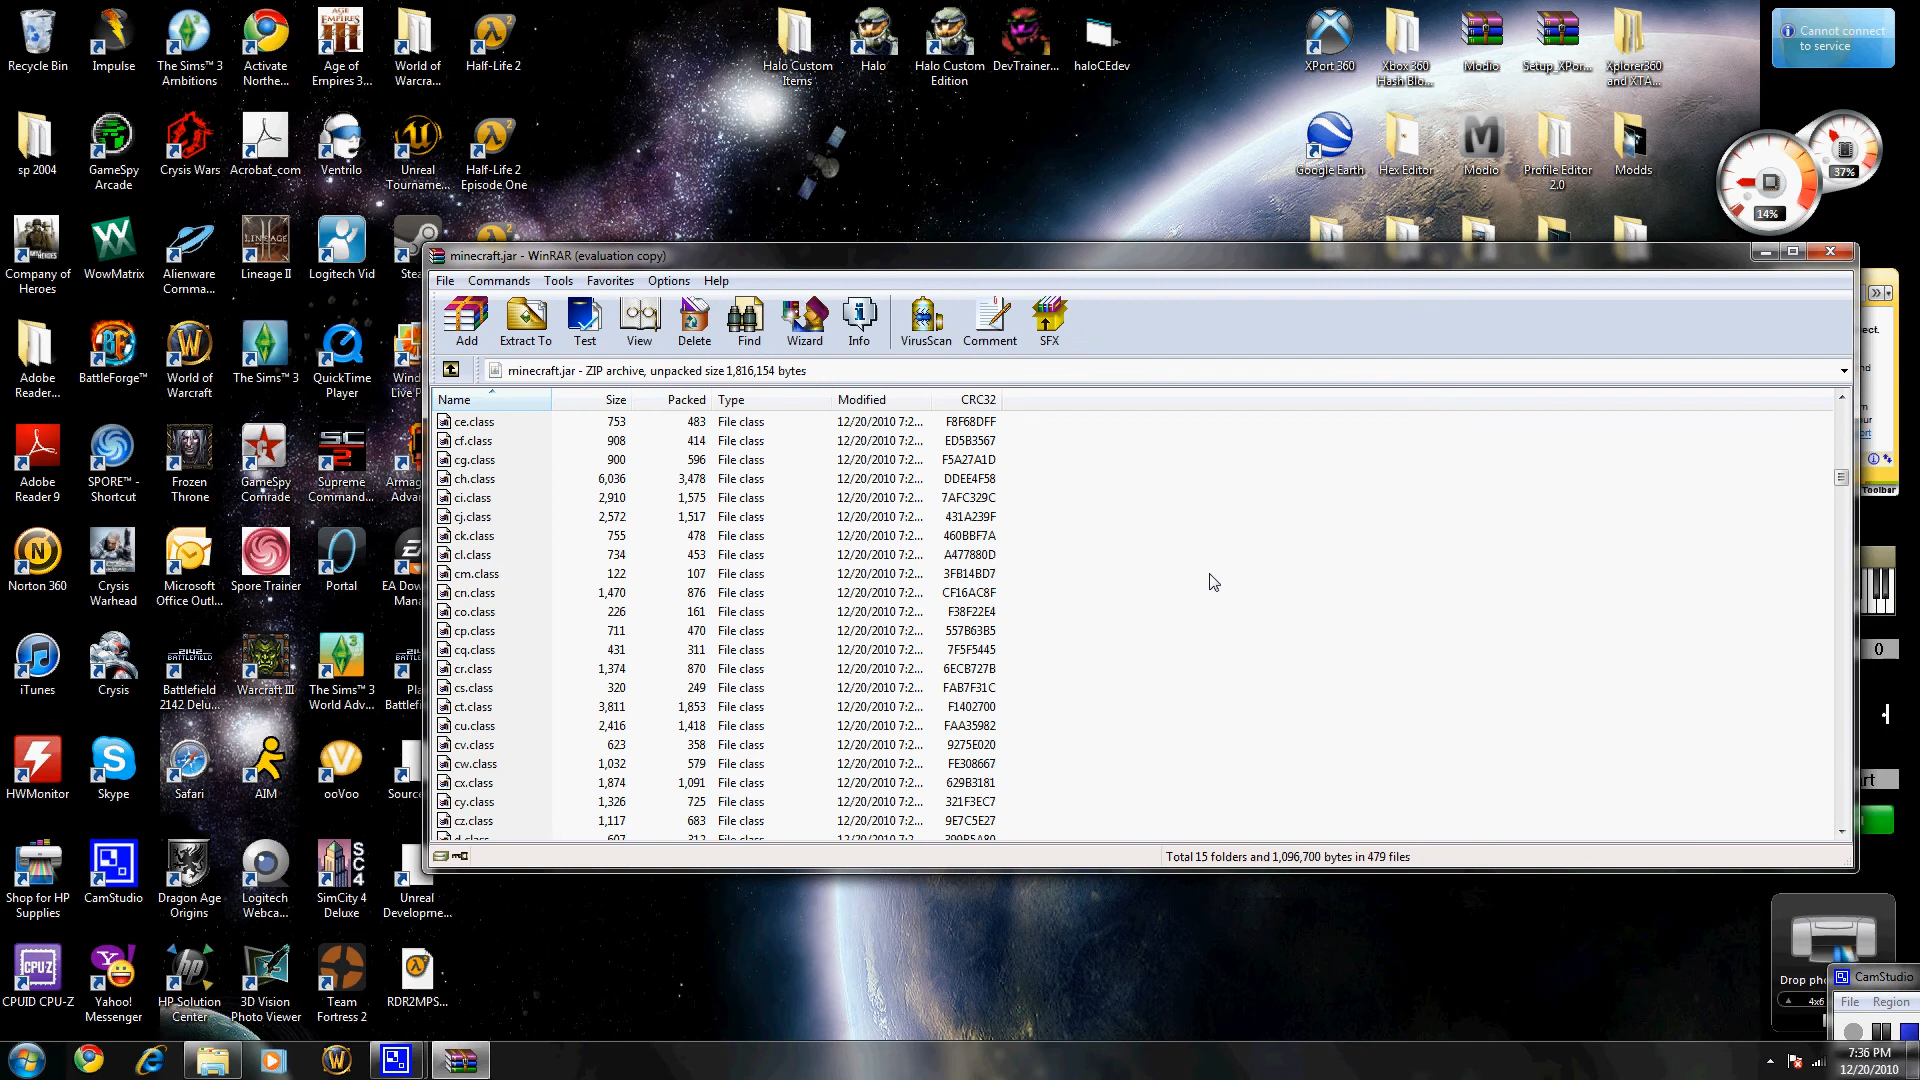 Recycle Bin
Impulse
The Sims™ 3
Ambitions
Activate
Northe...
Age of
Empires 3...
World of
Warcra...
Half-Life 2
Halo Custom
Items
Halo
Halo Custom
Edition
DevTrainer...
haloCEdev
XPort 360
Xbox 360
Hash Blo...
Modio
Setup_XPor...
Xplorer360
and XTA...
Cannot connect
to service
sp 2004
GameSpy
Arcade
Crysis Wars
Acrobat_com
Ventrilo
Unreal
Tourname...
Half-Life 2
Episode One
Google Earth
Hex Editor
Modio
Profile Editor
2.0
Modds
37%
14%
Company of
Heroes
WowMatrix
Alienware
Comma...
Lineage II
Logitech Vid
minecraft.jar - WinRAR (evaluation copy)
File Commands Tools Favorites Options Help
Add Extract To Test View Delete Find Wizard Info VirusScan Comment SFX
minecraft.jar - ZIP archive, unpacked size 1,816,154 bytes
Name Size Packed Type Modified CRC32
ce.class 753 483 File class 12/20/2010 7:2... F8F68DFF
cf.class 908 414 File class 12/20/2010 7:2... ED5B3567
cg.class 900 596 File class 12/20/2010 7:2... F5A27A1D
ch.class 6,036 3,478 File class 12/20/2010 7:2... DDEE4F58
ci.class 2,910 1,575 File class 12/20/2010 7:2... 7AFC329C
cj.class 2,572 1,517 File class 12/20/2010 7:2... 431A239F
ck.class 755 478 File class 12/20/2010 7:2... 460BBF7A
cl.class 734 453 File class 12/20/2010 7:2... A477880D
cm.class 122 107 File class 12/20/2010 7:2... 3FB14BD7
cn.class 1,470 876 File class 12/20/2010 7:2... CF16AC8F
co.class 226 161 File class 12/20/2010 7:2... F38F22E4
cp.class 711 470 File class 12/20/2010 7:2... 557B63B5
cq.class 431 311 File class 12/20/2010 7:2... 7F5F5445
cr.class 1,374 870 File class 12/20/2010 7:2... 6ECB727B
cs.class 320 249 File class 12/20/2010 7:2... FAB7F31C
ct.class 3,811 1,853 File class 12/20/2010 7:2... F1402700
cu.class 2,416 1,418 File class 12/20/2010 7:2... FAA35982
cv.class 623 358 File class 12/20/2010 7:2... 9275E020
cw.class 1,032 579 File class 12/20/2010 7:2... FE308667
cx.class 1,874 1,091 File class 12/20/2010 7:2... 629B3181
cy.class 1,326 725 File class 12/20/2010 7:2... 321F3EC7
cz.class 1,117 683 File class 12/20/2010 7:2... 9E7C5E27
Total 15 folders and 1,096,700 bytes in 479 files
Adobe
Reader...
BattleForge™
World of
Warcraft
The Sims™ 3
QuickTime
Player
Adobe
Reader 9
SPORE™ -
Shortcut
Frozen
Throne
GameSpy
Comrade
Supreme
Command...
Toolbar
Norton 360
Crysis
Warhead
Microsoft
Office Outl...
Spore Trainer
Portal
EA Dow
Mana
iTunes
Crysis
Battlefield
2142 Delu...
Warcraft III
The Sims™ 3
World Adv...
0
HWMonitor
Skype
Safari
AIM
ooVoo
Source
Shop for HP
Supplies
CamStudio
Dragon Age
Origins
Logitech
Webca...
SimCity 4
Deluxe
Unreal
Developme...
CPUID CPU-Z
Yahoo!
Messenger
HP Solution
Center
3D Vision
Photo Viewer
Team
Fortress 2
RDR2MPS...
Drop pho
4x6
CamStudio
File Region
7:36 PM
12/20/2010